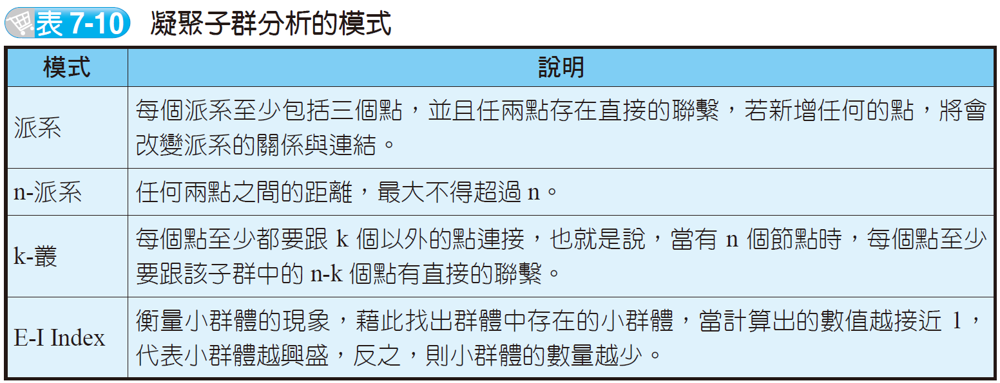 表 7-10 凝聚子群分析的模式
模式 說明
派系
每個派系至少包括三個點，並且任兩點存在直接的聯繫，若新增任何的點，將會
改變派系的關係與連結。
n-派系 任何兩點之間的距離，最大不得超過 n。
k-叢
每個點至少都要跟 k 個以外的點連接，也就是說，當有 n 個節點時，每個點至少
要跟該子群中的 n-k 個點有直接的聯繫。
E-I Index
衡量小群體的現象，藉此找出群體中存在的小群體，當計算出的數值越接近 1，
代表小群體越興盛，反之，則小群體的數量越少。